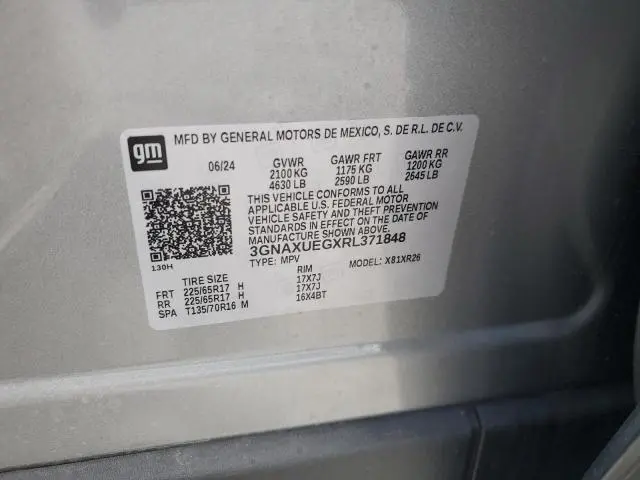 gm
MFD BY GENERAL MOTORS DE MEXICO, S. DE R.L. DE C.V.
06/24 GVWR GAWR FRT GAWR RR
2100 KG 1175 KG 1200 KG
4630 LB 2590 LB 2645 LB
THIS VEHICLE CONFORMS TO ALL
APPLICABLE U.S. FEDERAL MOTOR
VEHICLE SAFETY AND THEFT PREVENTION
STANDARDS IN EFFECT ON THE DATE OF
MANUFACTURE SHOWN ABOVE.
3GNAXUEGXRL371848
130H
TYPE: MPV MODEL: X81XR26
TIRE SIZE RIM
FRT 225/65R17 H 17X7J
RR 225/65R17 H 17X7J
SPA T135/70R16 M 16X4BT